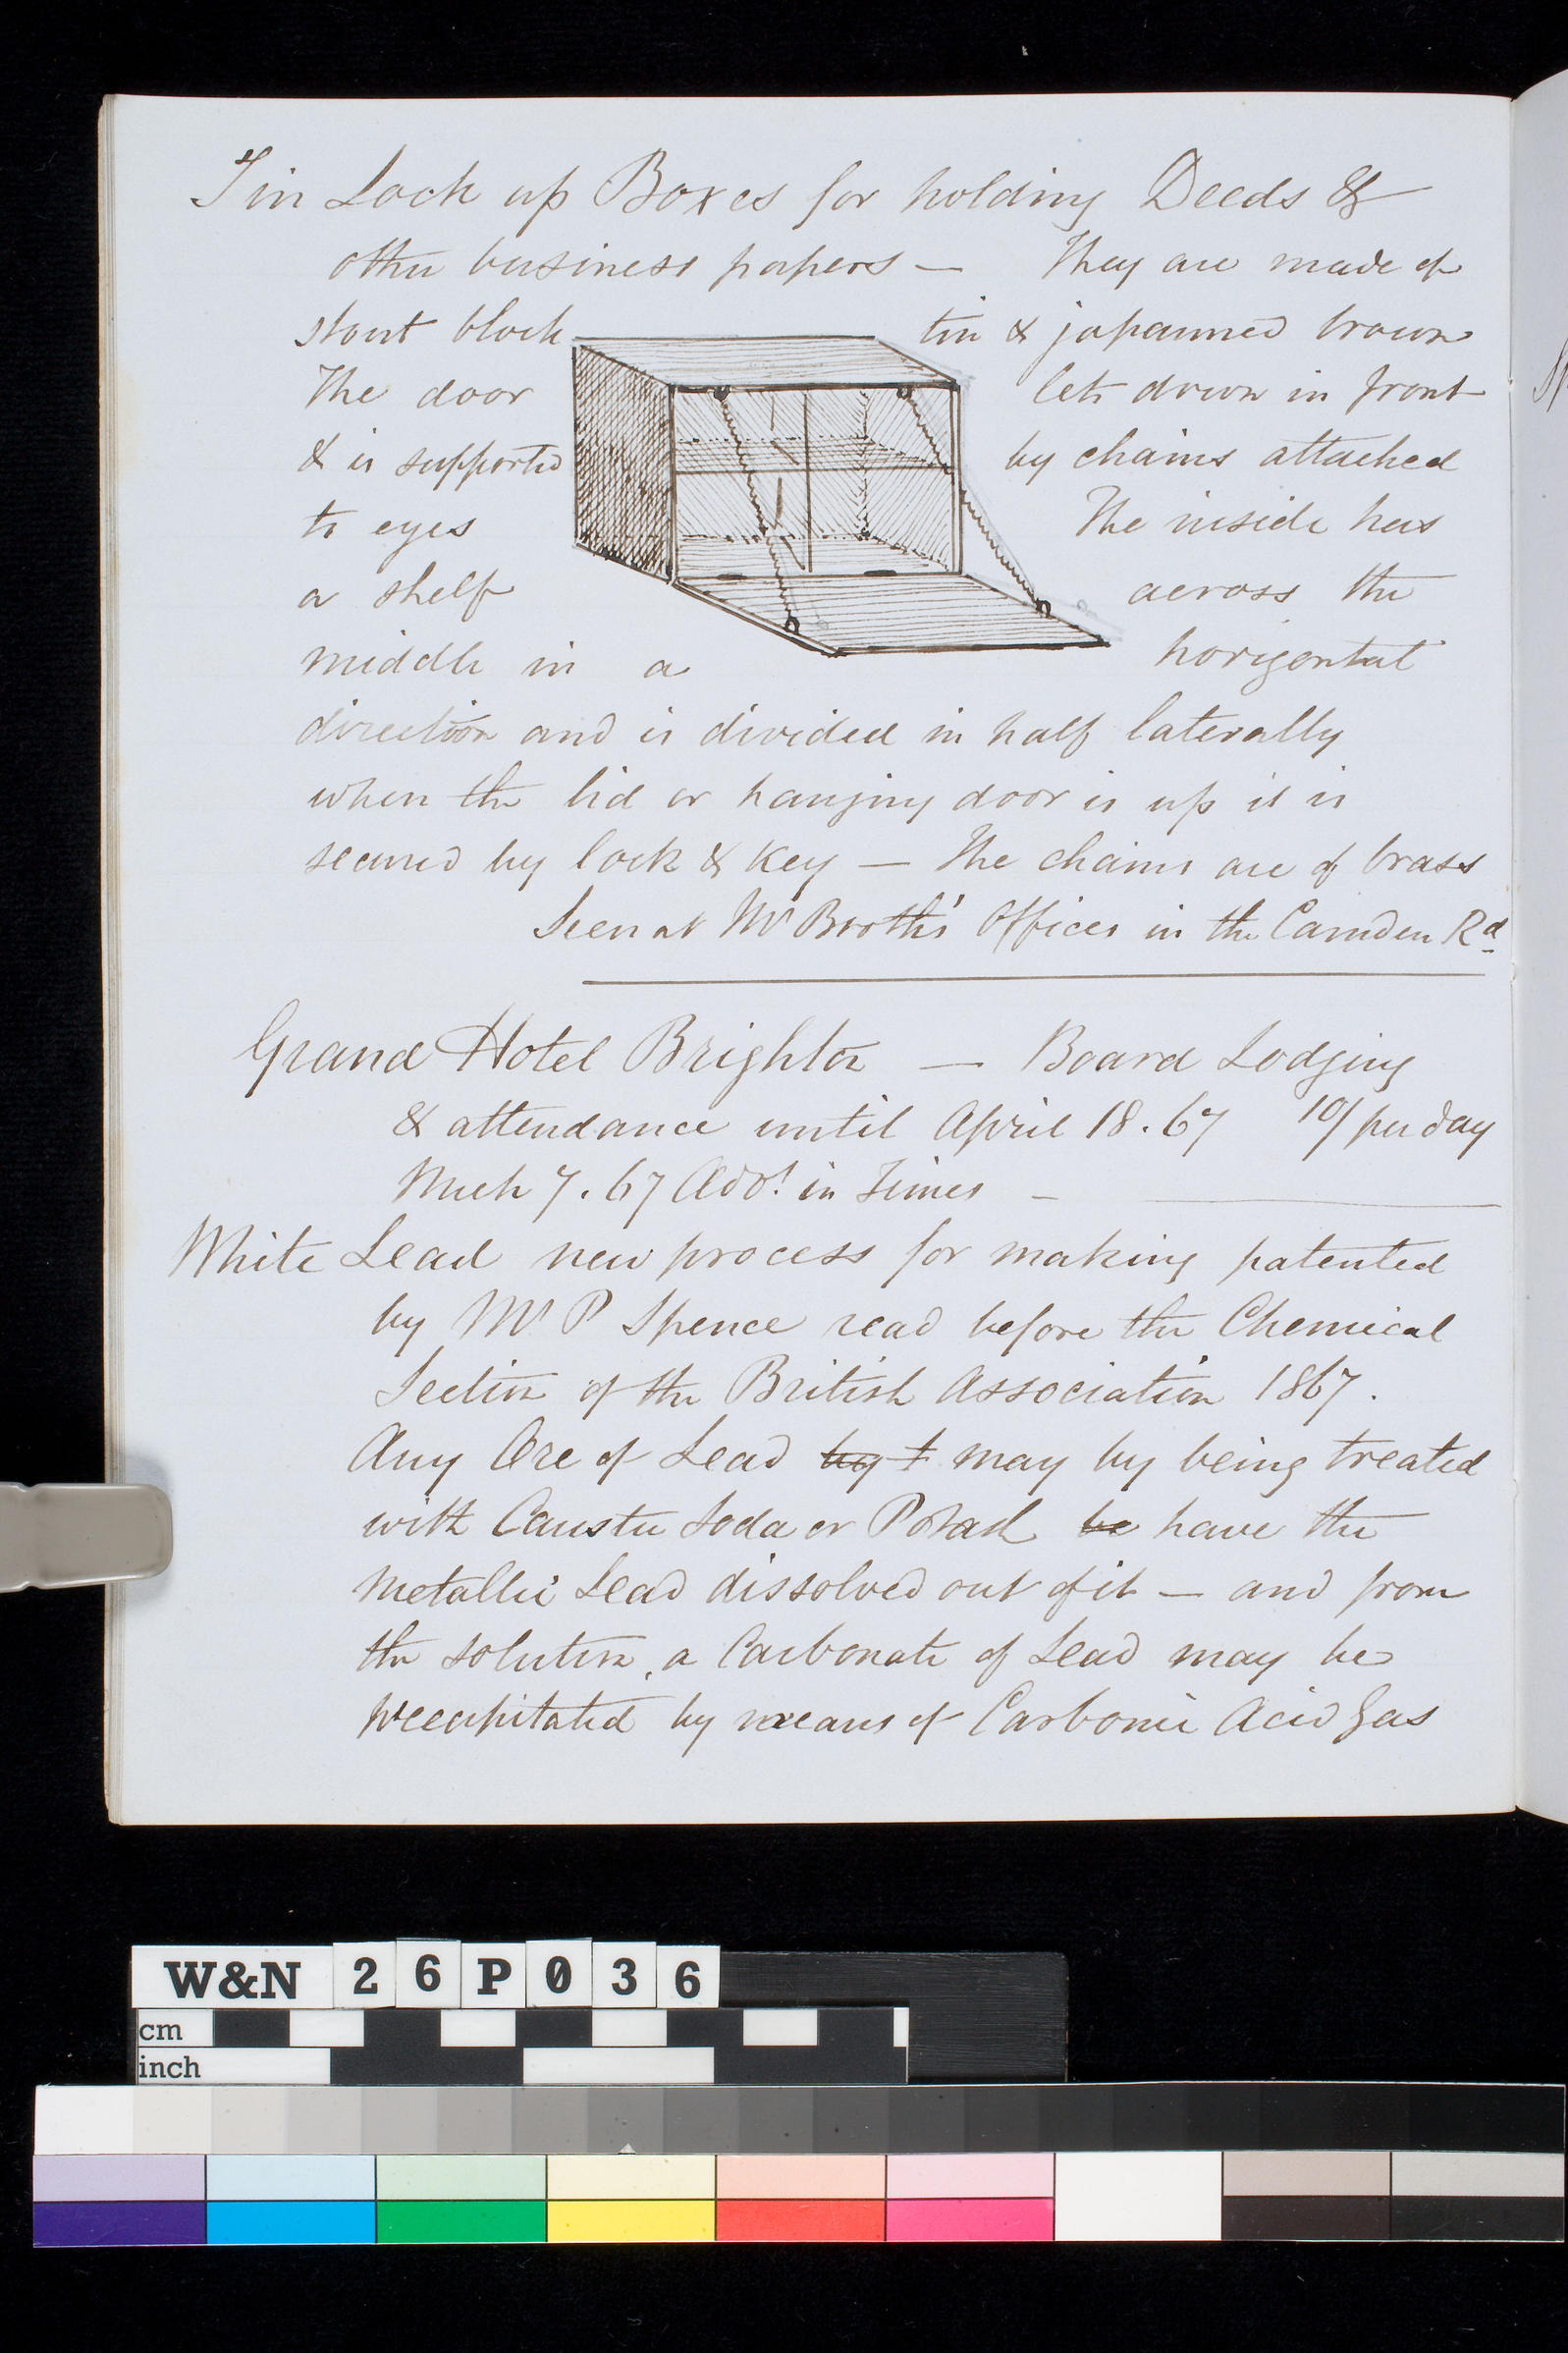 Tin Lock up Boxes for holding Deeds &
other business papers — They are made of
stout block tin & japanned brown
The door lets down in front
& is supported by chains attached
to eyes The inside has
a shelf across the
middle in a horizontal
direction and is divided in half laterally
when the lid or hanging door is up it is
secured by lock & key — The chains are of brass
Seen at Mr Booth's Offices in the Camden Rd
Grand Hotel Brighton — Board Lodging
& attendance until April 18.67 10/ per day
Mch 7.67 Advt. in Times —
White Lead new process for making patented
by Mr P Spence read before the Chemical
Section of the British Association 1867.
Any Ore of Lead by t may by being treated
with Caustic Soda or Potash be have the
metallic Lead dissolved out of it — and from
the solution, a Carbonate of Lead may be
precipitated by means of Carbonic Acid Gas
W&N 26P036
cm
inch